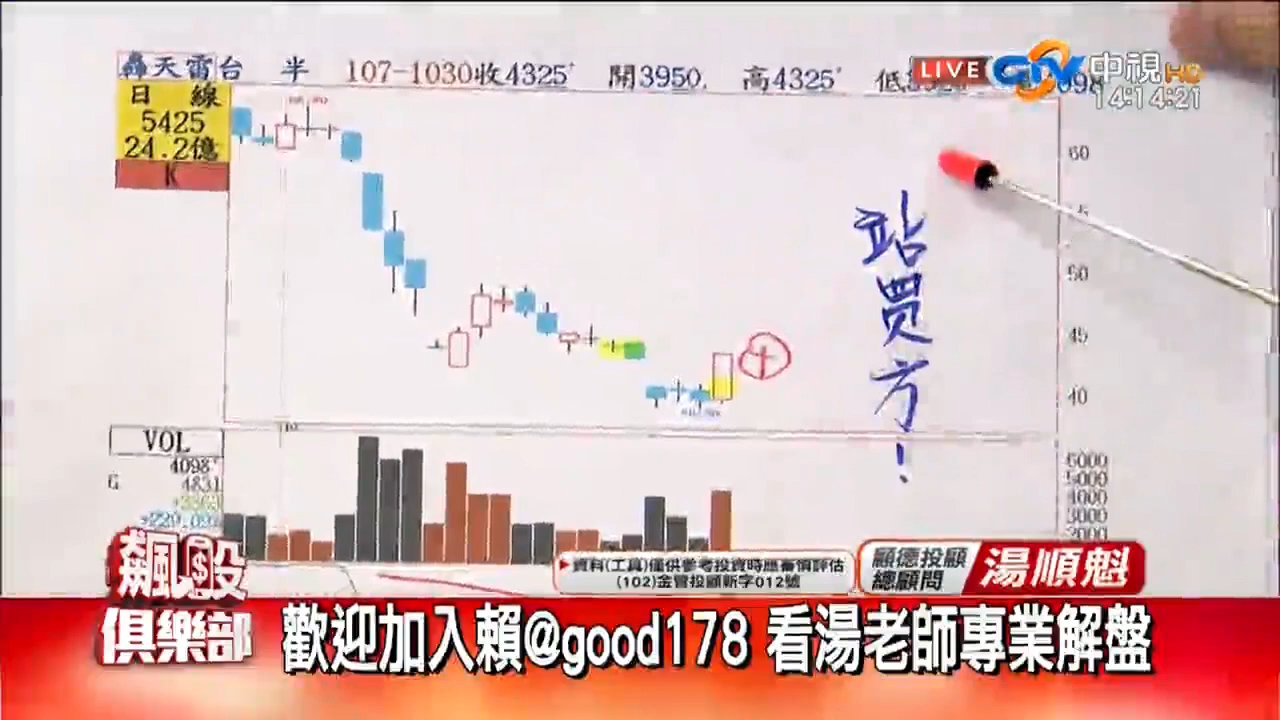 轟天雷台 半 107-1030收4325 開3950. 高4325 低
LIVE
中視HD
14:14:21
日 線
5425
24.2億
K
60
50
45
40
站買方!
VOL
4098
G 4831
6000
5000
4000
3000
2000
飆股
俱樂部
資料(工具)僅供參考投資時應審慎評估
(102)金管投顧新字012號
顧德投顧
總顧問
湯順魁
歡迎加入賴@good178 看湯老師專業解盤